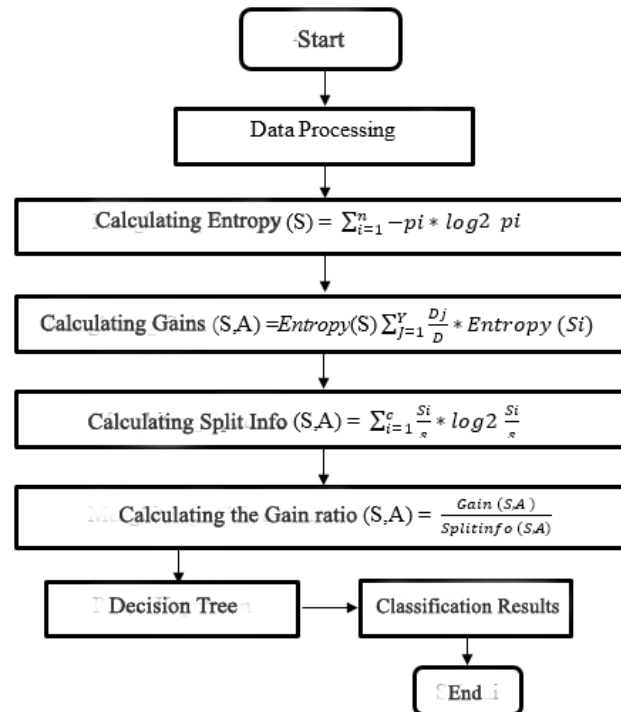 Start
Data Processing
Calculating Entropy (S) = ∑_{i=1}^{n} −pi * log2 pi
Calculating Gains (S,A) =Entropy(S) ∑_{J=1}^{Y} Dj/D * Entropy (Si)
Calculating Split Info (S,A) = ∑_{i=1}^{c} Si/s * log2 Si/s
Calculating the Gain ratio (S,A) = Gain (S,A)/Splitinfo (S,A)
Decision Tree
Classification Results
End